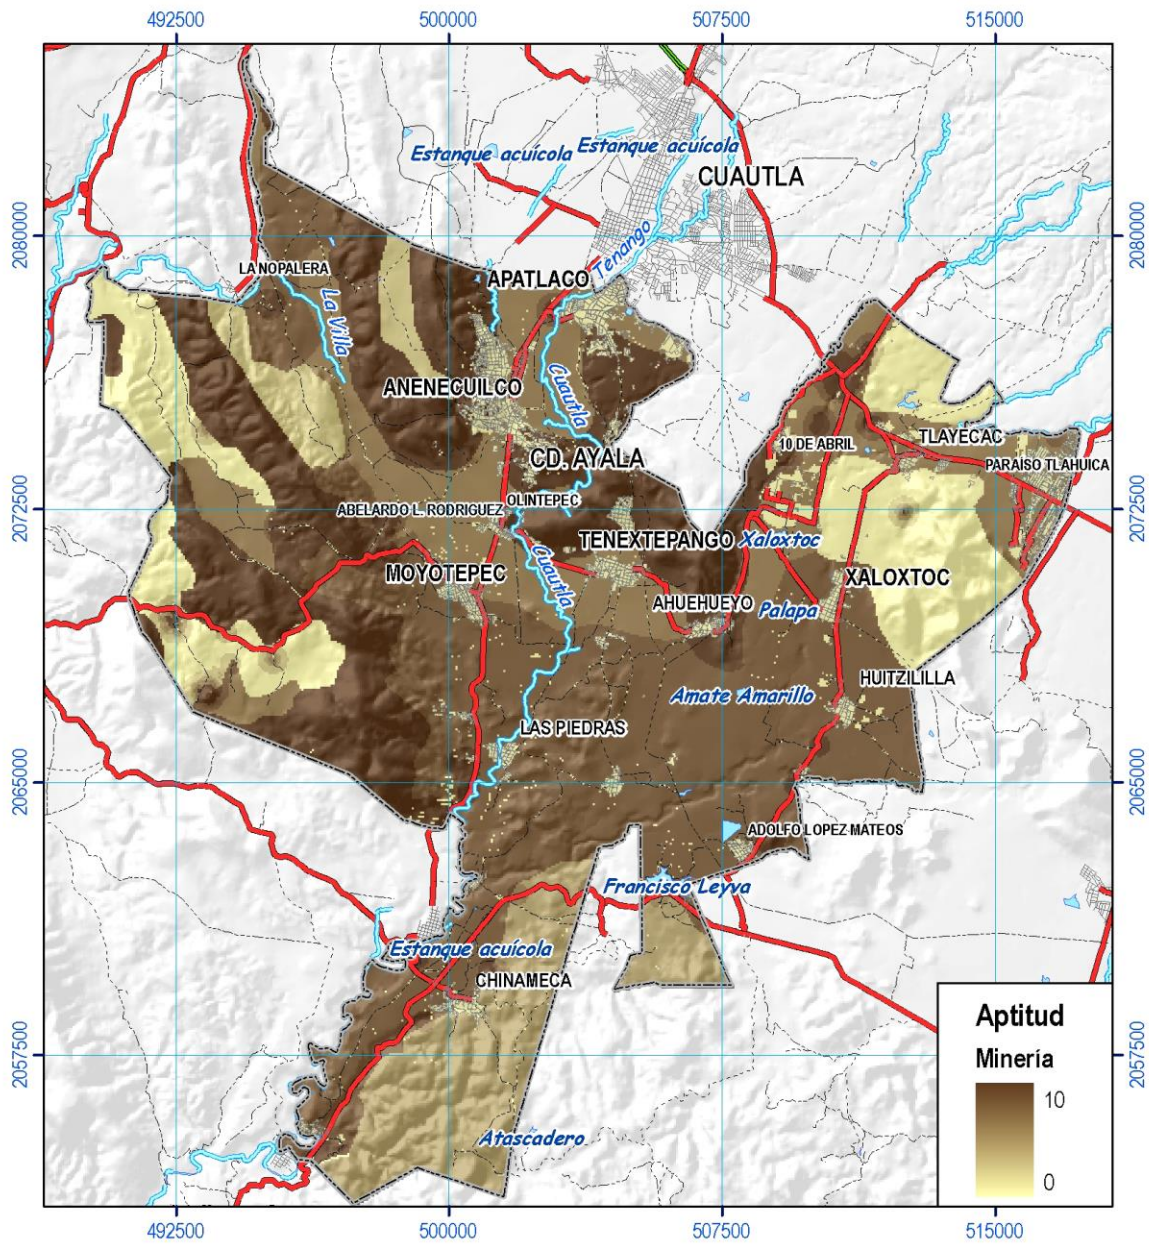 492500
500000
507500
515000
Estanque acuícola
Estanque acuícola
CUAUTLA
2080000
2080000
Tenango
LA NOPALERA
APATLACO
La Villa
ANENECUILCO
Cuautla
10 DE ABRIL
TLAYECAC
CD. AYALA
PARAISO TLAHUICA
OLINTEPEC
2072500
2072500
ABELARDO L. RODRIGUEZ
TENEXTEPANGO
Xaloxtoc
Cuautla
MOYOTEPEC
XALOXTOC
AHUEHUEYO
Palapa
HUITZILILLA
Amate Amarillo
LAS PIEDRAS
2065000
2065000
ADOLFO LOPEZ MATEOS
Francisco Leyva
Estanque acuícola
CHINAMECA
Aptitud
Minería
10
0
2057500
2057500
Atascadero
492500
500000
507500
515000